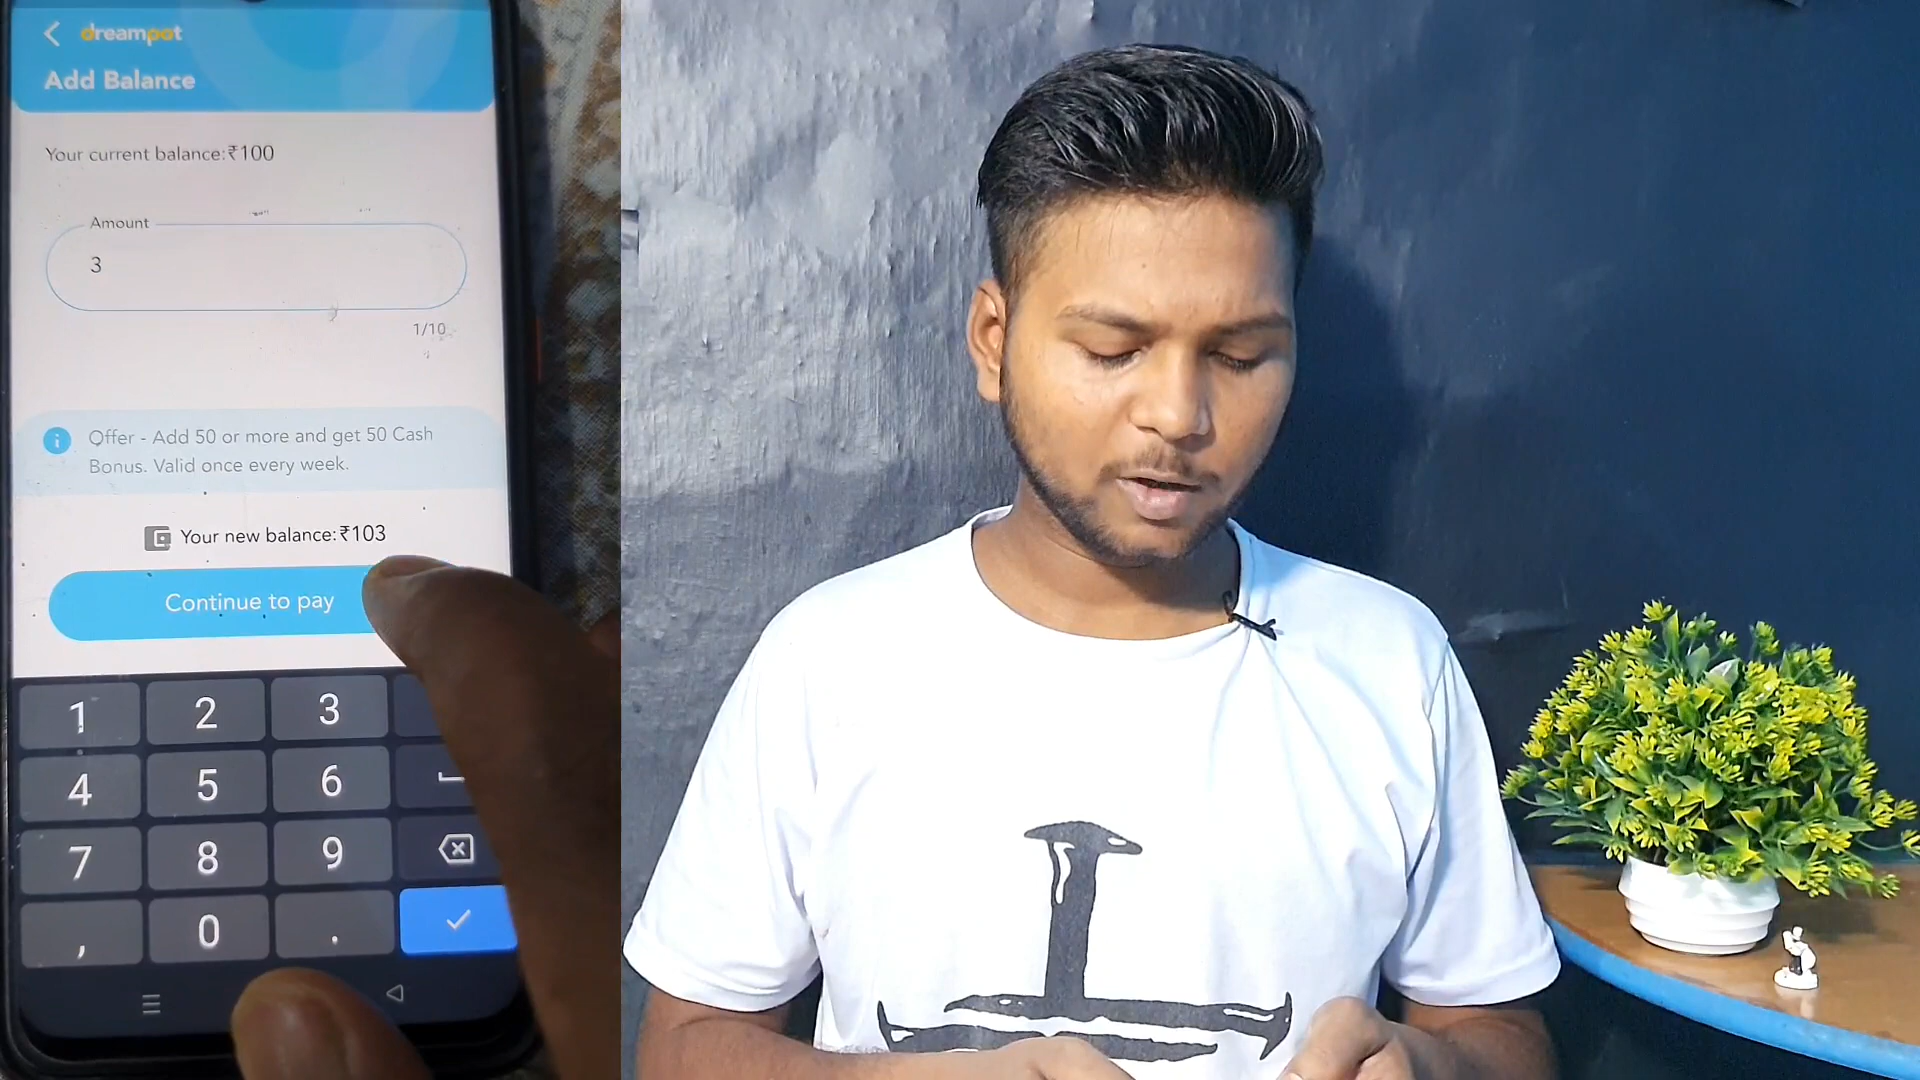 dreampot
Add Balance
Your current balance:₹100
Amount
3
1/10
Offer - Add 50 or more and get 50 Cash
Bonus. Valid once every week.
Your new balance:₹103
Continue to pay
1 2 3
4 5 6
7 8 9
, 0 .